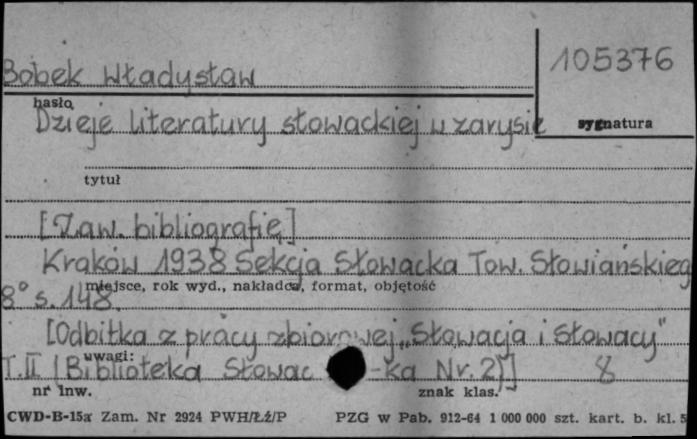 105376
Bobek Władysław
hasło
Dzieje literatury słowackiej w zarysie
sygnatura
tytuł
[Zaw. bibliografię]
Kraków 1938 Sekcja Słowacka Tow. Słowiańskieg
miejsce, rok wyd., nakładca, format, objętość
8° s. 148.
[Odbitka z pracy zbiorowej „Słowacja i Słowacy"
uwagi:
T. II (Biblioteka Słowac -ka Nr. 2)] 8
nr inw. znak klas.
CWD-B-15a Zam. Nr 2924 PWH/Łź/P PZG w Pab. 912-64 1 000 000 szt. kart. b. kl. 5